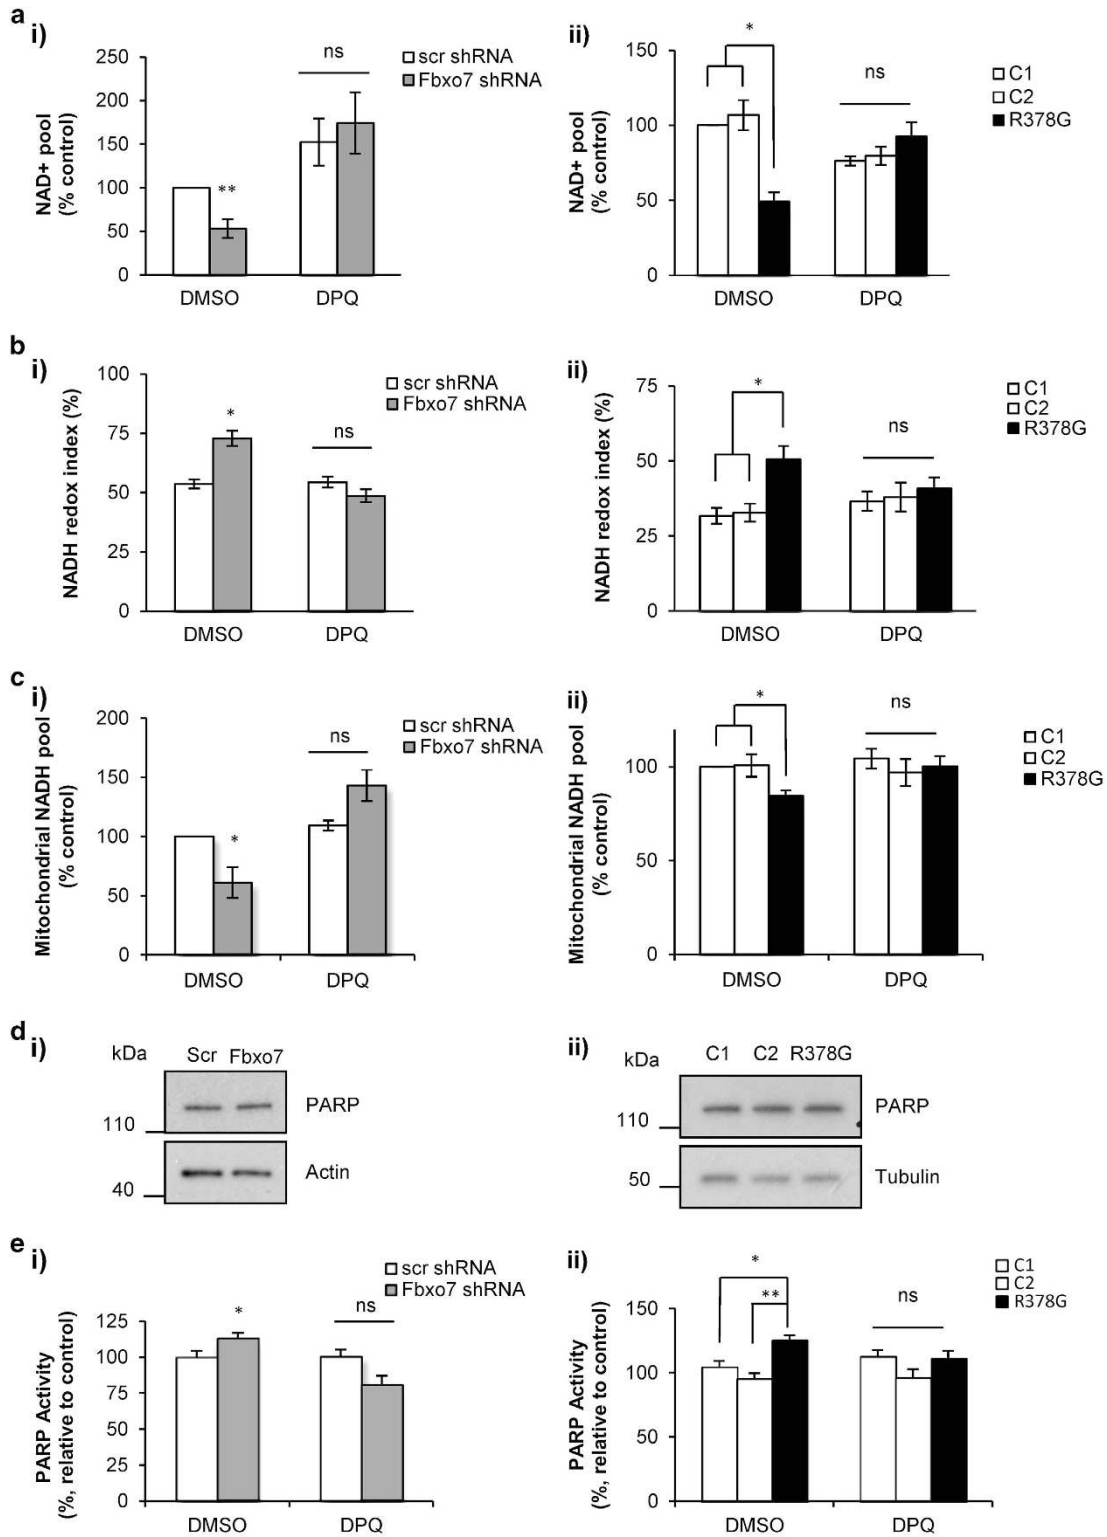 a
i)
NAD+ pool
(% control)
250
200
150
100
50
0
**
ns
scr shRNA
Fbxo7 shRNA
DMSO
DPQ
ii)
NAD+ pool
(% control)
150
100
50
0
*
ns
C1
C2
R378G
DMSO
DPQ
b
i)
NADH redox index (%)
100
75
50
25
0
*
ns
scr shRNA
Fbxo7 shRNA
DMSO
DPQ
ii)
NADH redox index (%)
75
50
25
0
*
ns
C1
C2
R378G
DMSO
DPQ
c
i)
Mitochondrial NADH pool
(% control)
200
150
100
50
0
*
ns
scr shRNA
Fbxo7 shRNA
DMSO
DPQ
ii)
Mitochondrial NADH pool
(% control)
100
50
0
*
ns
C1
C2
R378G
DMSO
DPQ
d
i)
kDa
Scr Fbxo7
110
PARP
40
Actin
ii)
kDa
C1 C2 R378G
110
PARP
50
Tubulin
e
i)
PARP Activity
(%, relative to control)
125
100
75
50
25
0
*
ns
scr shRNA
Fbxo7 shRNA
DMSO
DPQ
ii)
PARP Activity
(%, relative to control)
150
100
50
0
*
**
ns
C1
C2
R378G
DMSO
DPQ